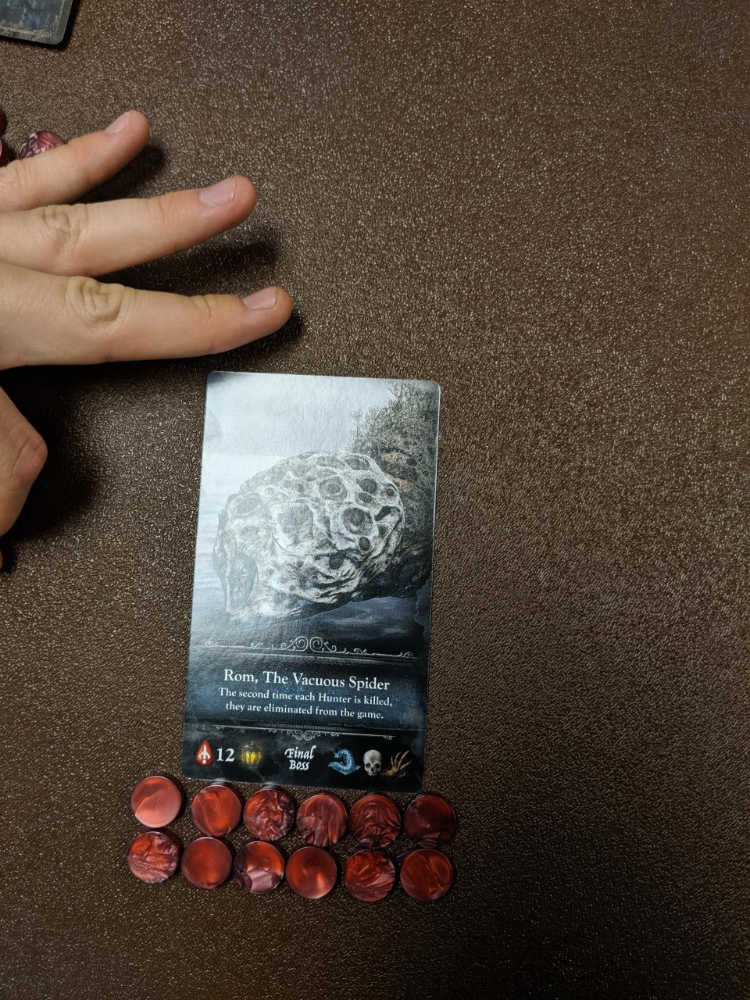 Rom, The Vacuous Spider
The second time each Hunter is killed,
they are eliminated from the game.
12
Final
Boss